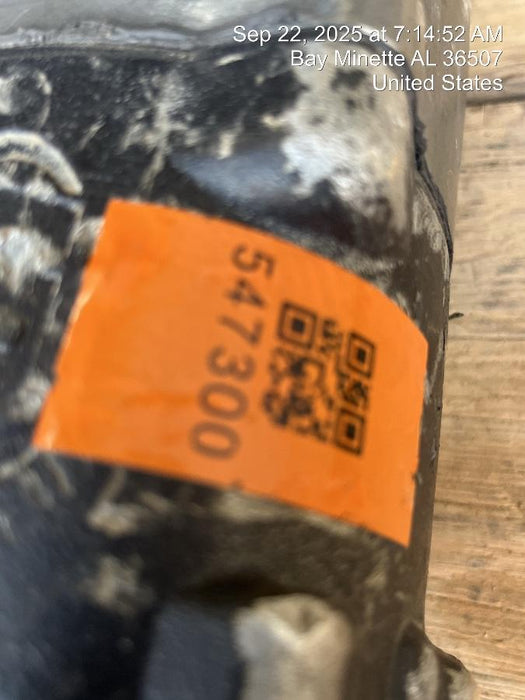 Sep 22, 2025 at 7:14:52 AM
Bay Minette AL 36507
United States
547300